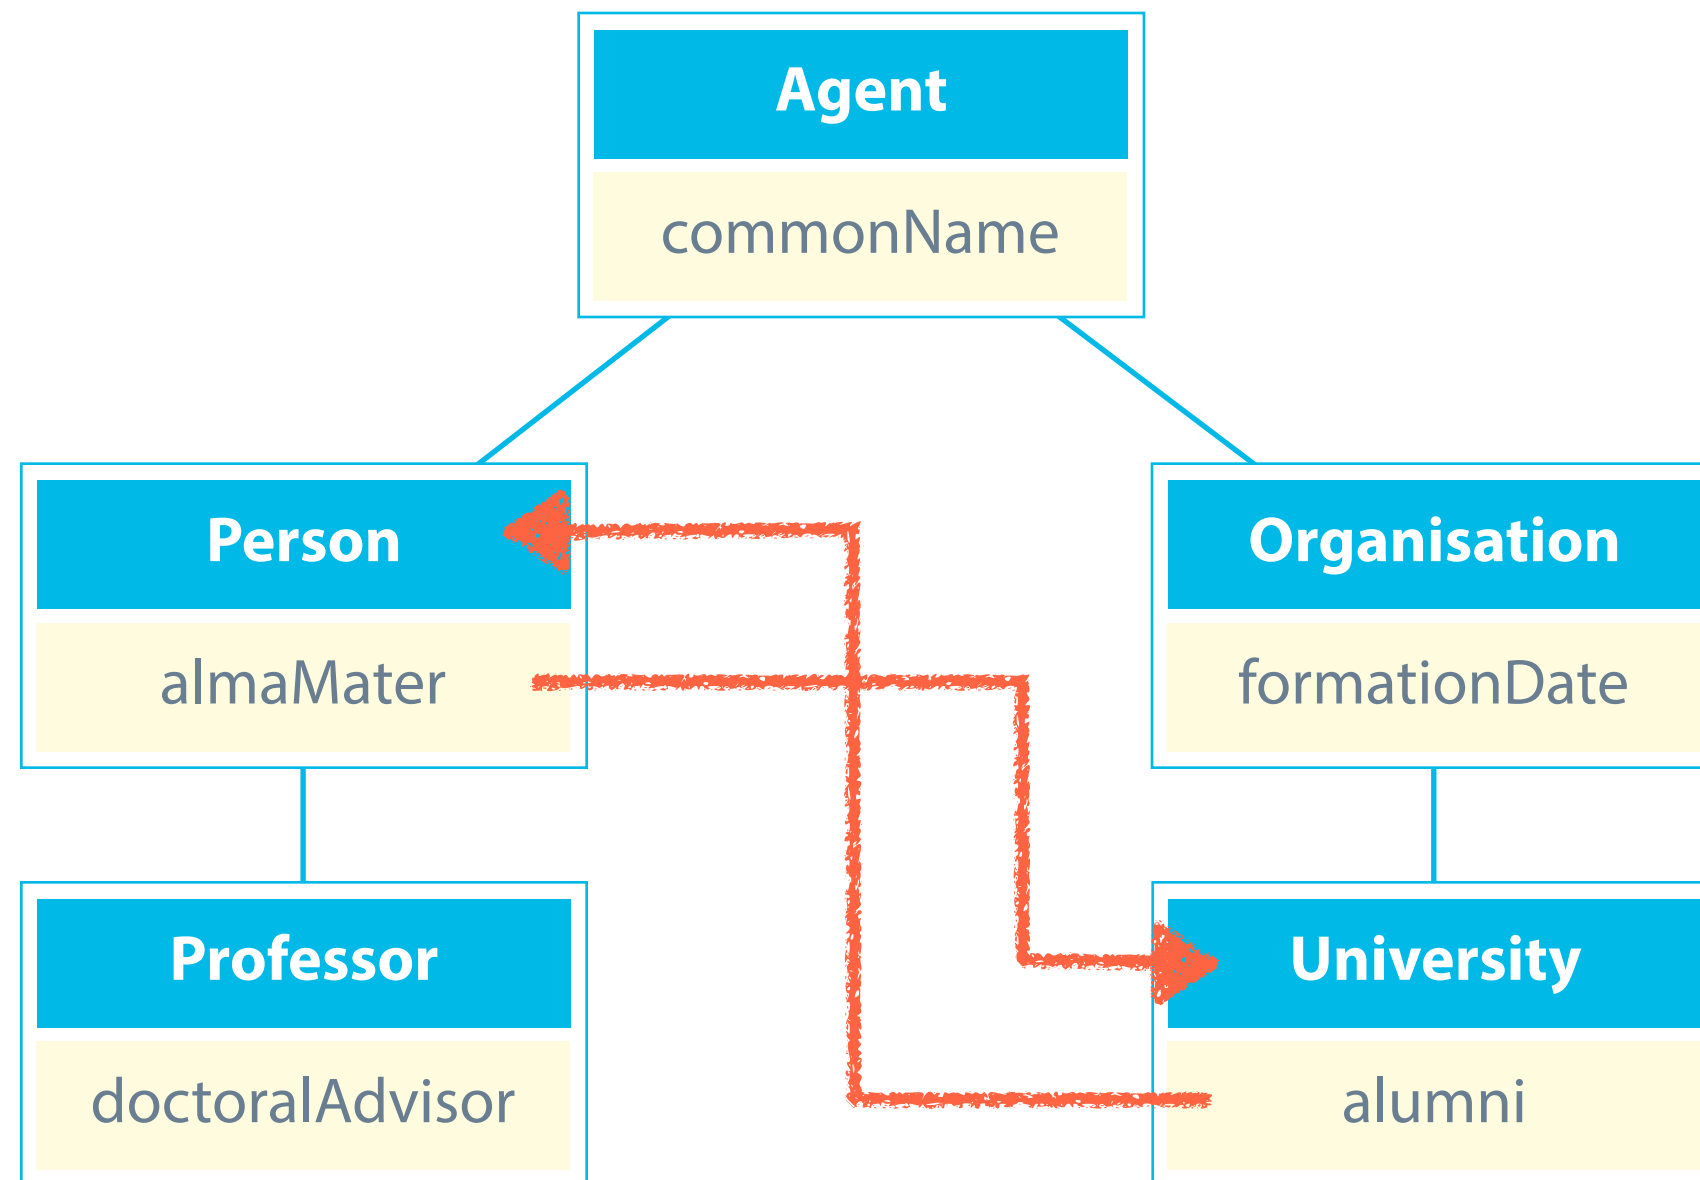 Agent
commonName
Person
almaMater
Organisation
formationDate
Professor
doctoralAdvisor
University
alumni